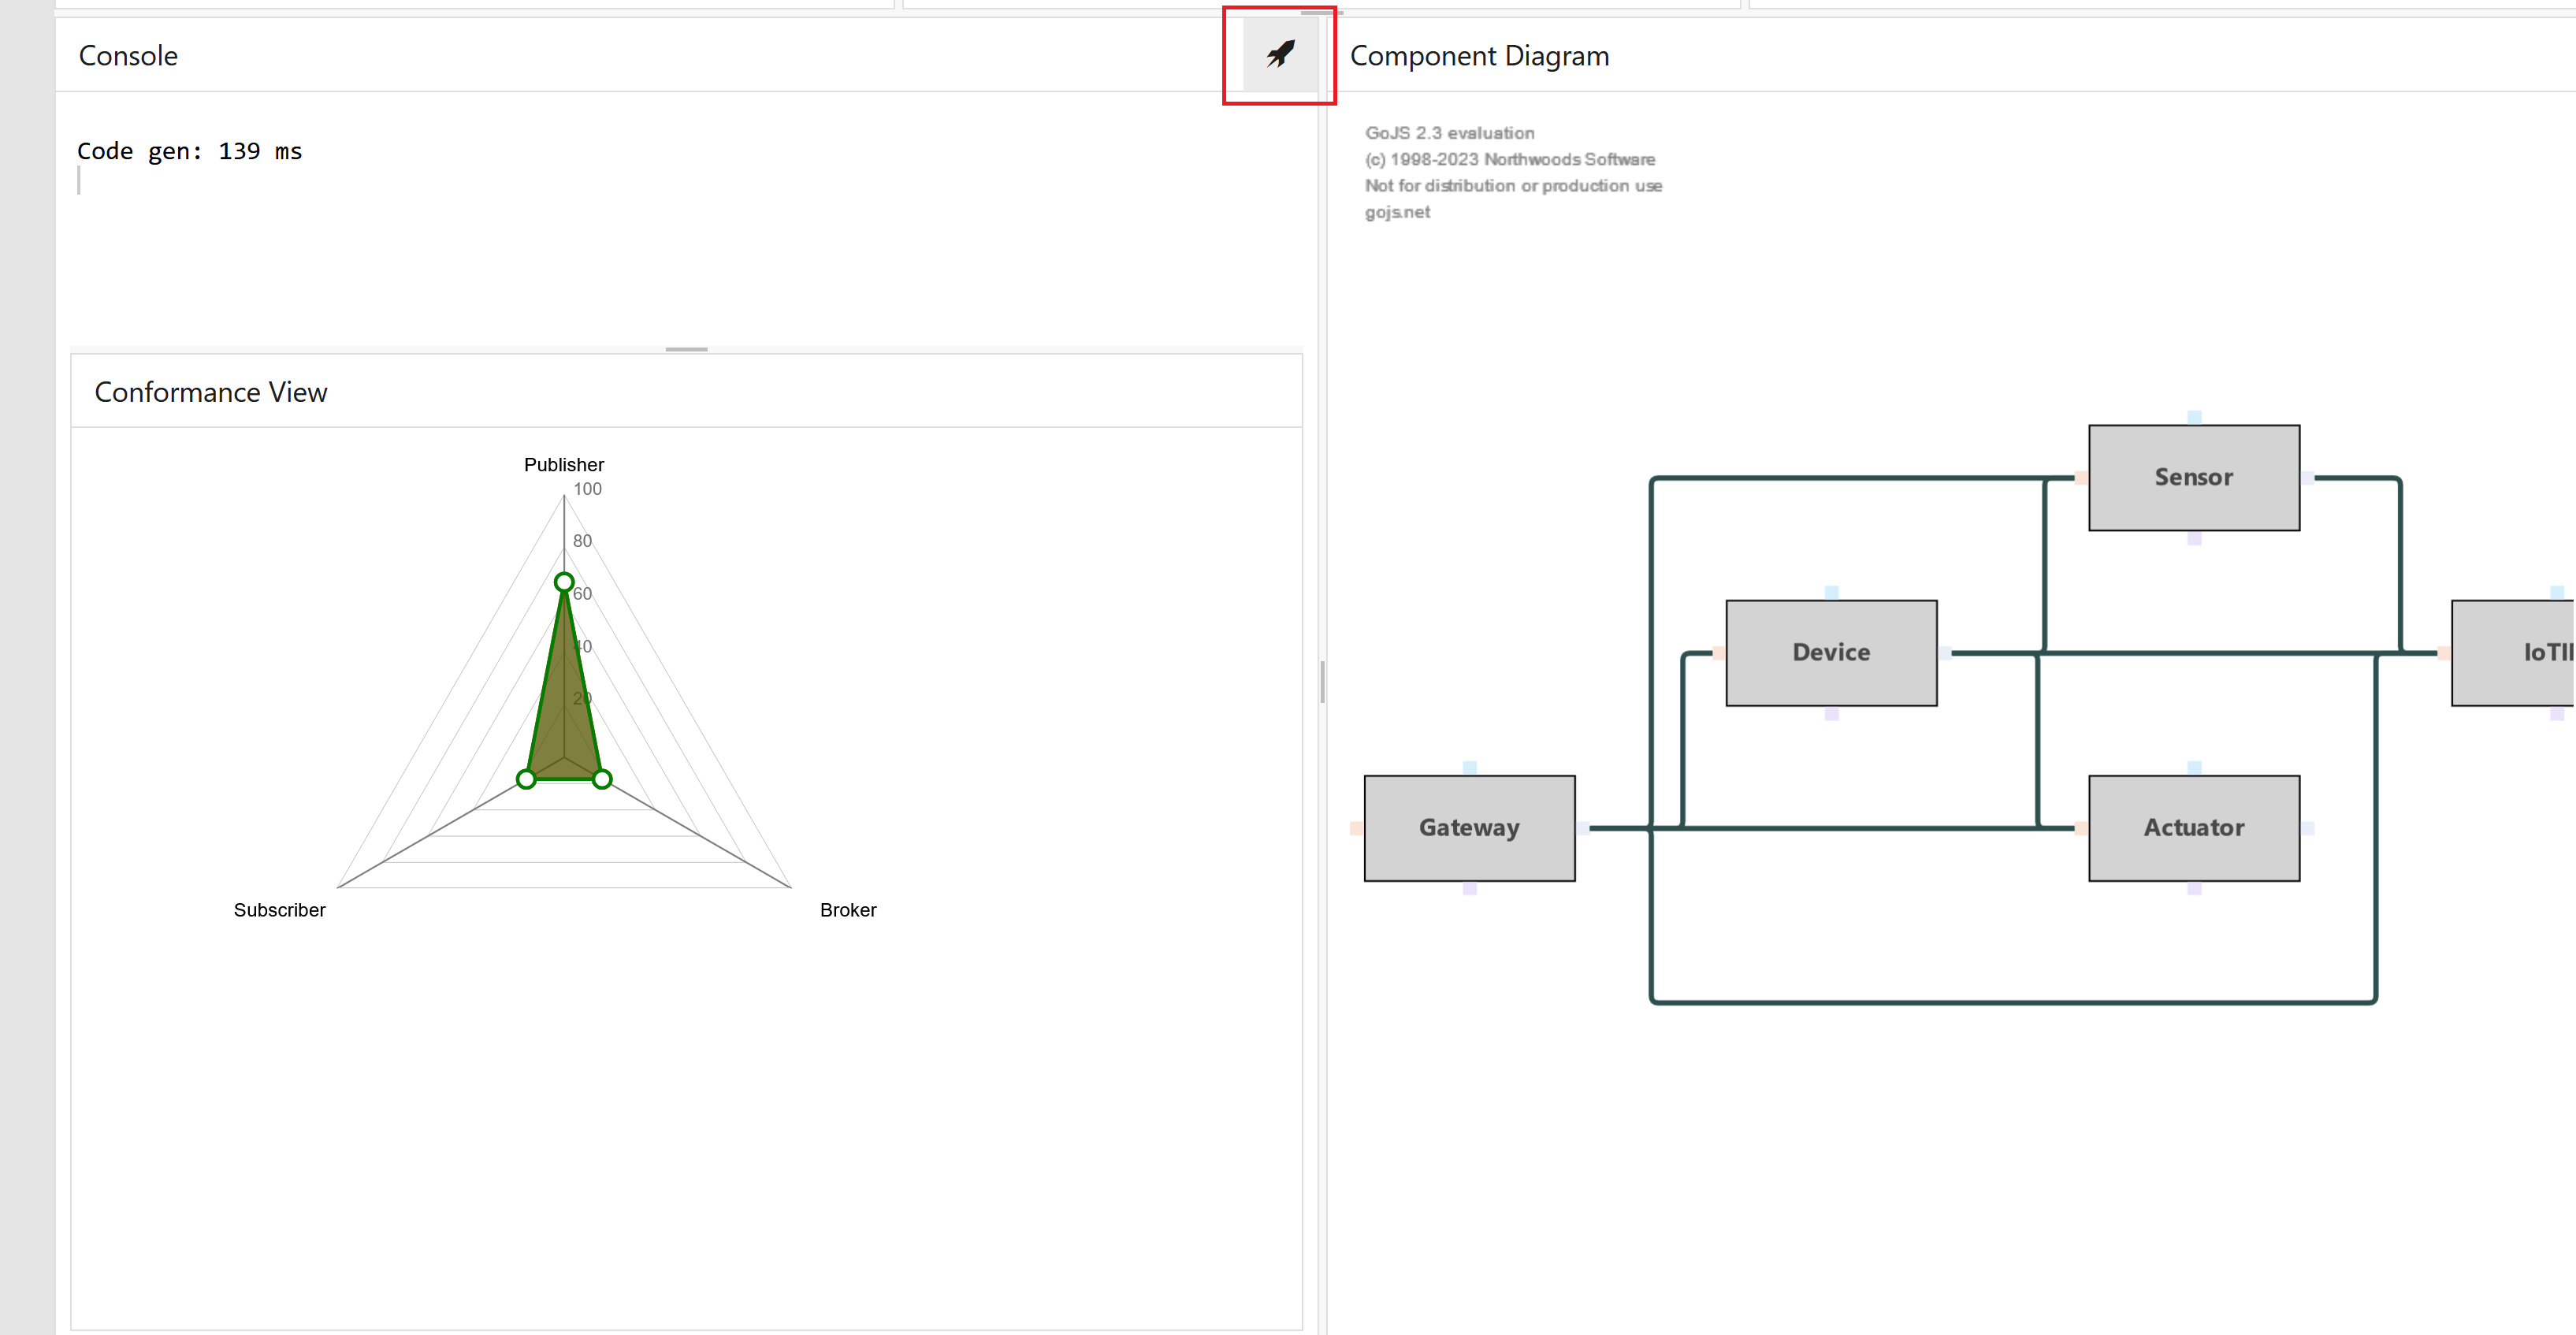 Console
Code gen: 139 ms
Conformance View
Publisher
100
80
60
40
20
Subscriber
Broker
Component Diagram
GoJS 2.3 evaluation
(c) 1998-2023 Northwoods Software
Not for distribution or production use
gojs.net
Sensor
Device
Gateway
Actuator